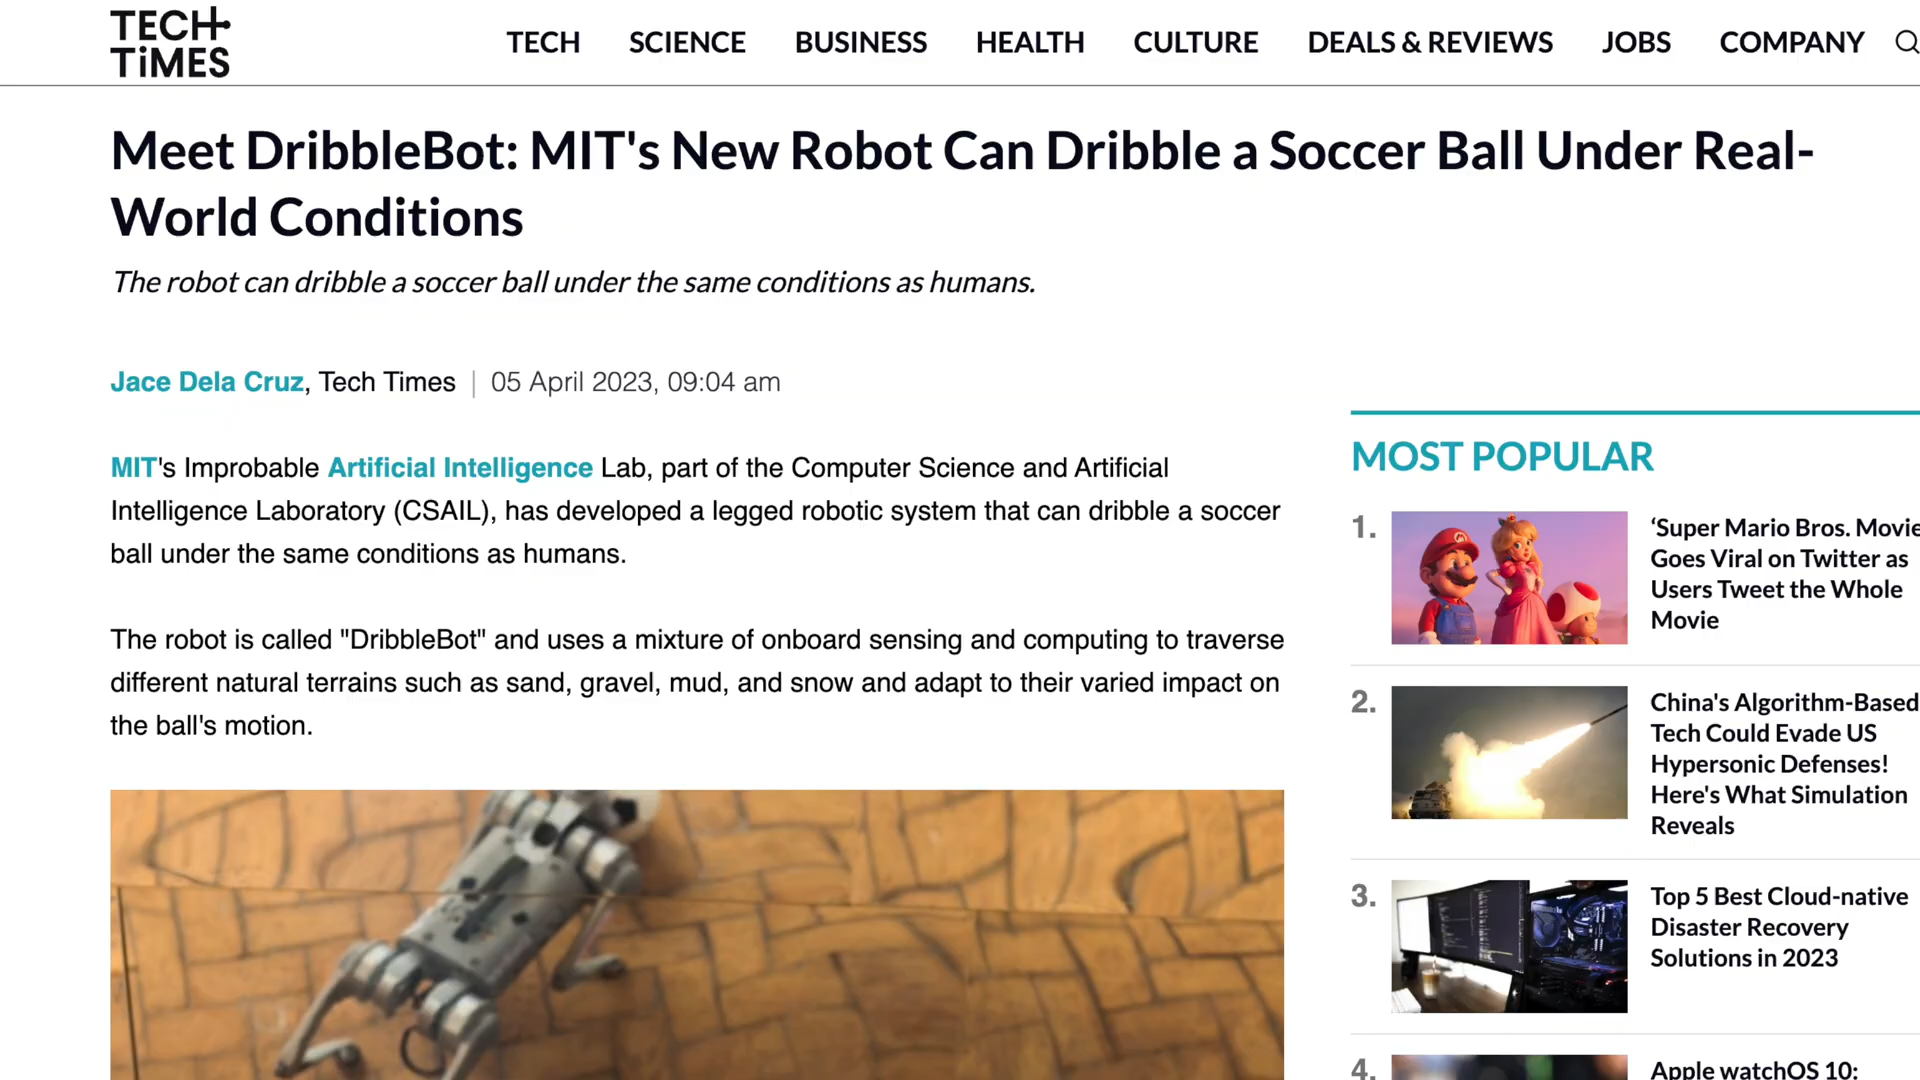 TECH
TiMES
TECH SCIENCE BUSINESS HEALTH CULTURE DEALS & REVIEWS JOBS COMPANY
Meet DribbleBot: MIT's New Robot Can Dribble a Soccer Ball Under Real-
World Conditions
The robot can dribble a soccer ball under the same conditions as humans.
Jace Dela Cruz, Tech Times | 05 April 2023, 09:04 am
MIT's Improbable Artificial Intelligence Lab, part of the Computer Science and Artificial
Intelligence Laboratory (CSAIL), has developed a legged robotic system that can dribble a soccer
ball under the same conditions as humans.
The robot is called "DribbleBot" and uses a mixture of onboard sensing and computing to traverse
different natural terrains such as sand, gravel, mud, and snow and adapt to their varied impact on
the ball's motion.
MOST POPULAR
1.
‘Super Mario Bros. Movie
Goes Viral on Twitter as
Users Tweet the Whole
Movie
2.
China's Algorithm-Based
Tech Could Evade US
Hypersonic Defenses!
Here's What Simulation
Reveals
3.
Top 5 Best Cloud-native
Disaster Recovery
Solutions in 2023
4.
Apple watchOS 10: